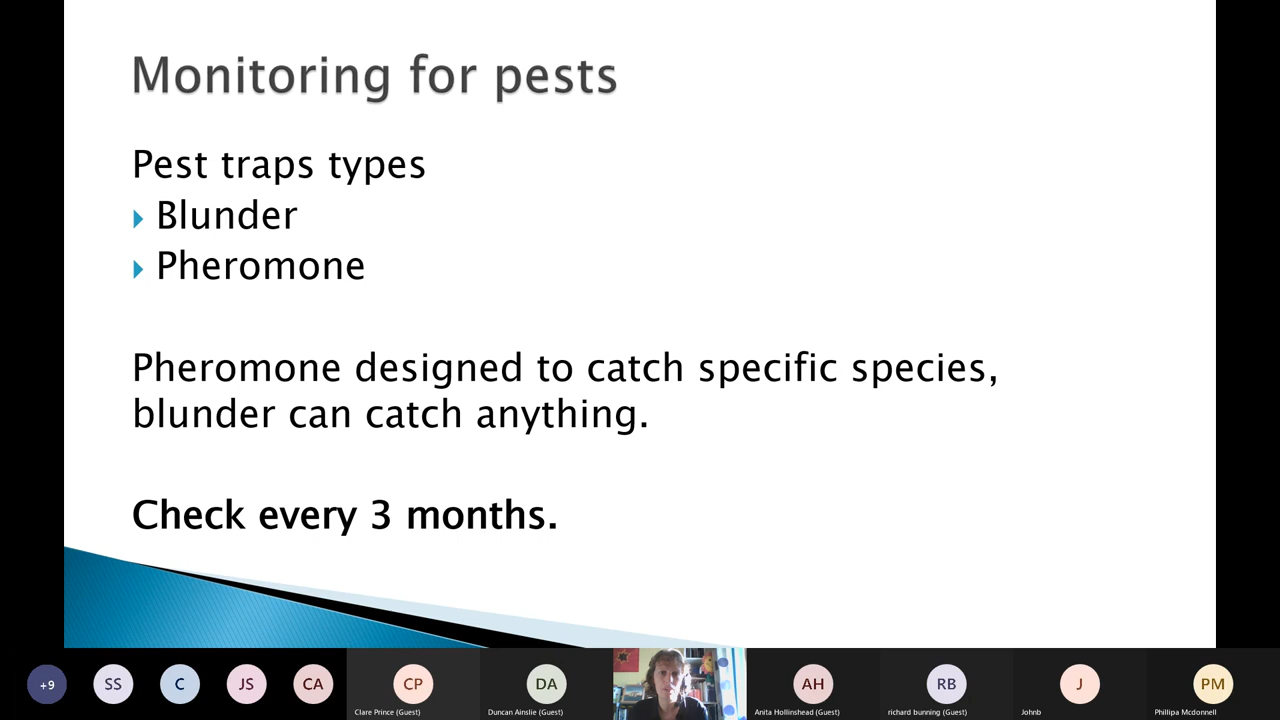 Monitoring for pests
Pest traps types
Blunder
Pheromone
Pheromone designed to catch specific species,
blunder can catch anything.
Check every 3 months.
+9
SS
C
JS
CA
CP
Clare Prince (Guest)
DA
Duncan Ainslie (Guest)
AH
Anita Hollinshead (Guest)
RB
richard bunning (Guest)
J
Johnb
PM
Phillipa Mcdonnell